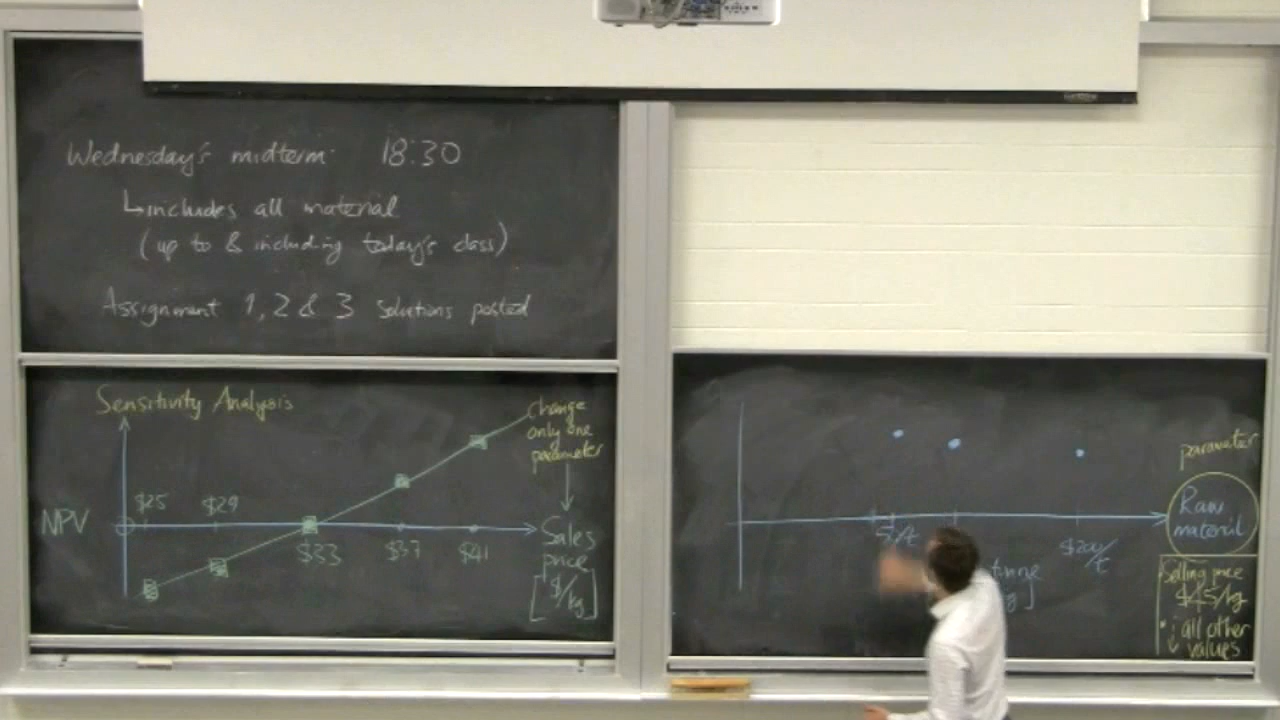 Wednesday's midterm: 18:30
↳ includes all material
(up to & including today's class)
Assignment 1, 2 & 3 solutions posted
Sensitivity Analysis
change
only one
parameter
NPV
$25
$29
$33
$37
$41
Sales
price
[$/kg]
parameter
Raw
material
$200/t
tonne
Selling price
$45/kg
all other
values